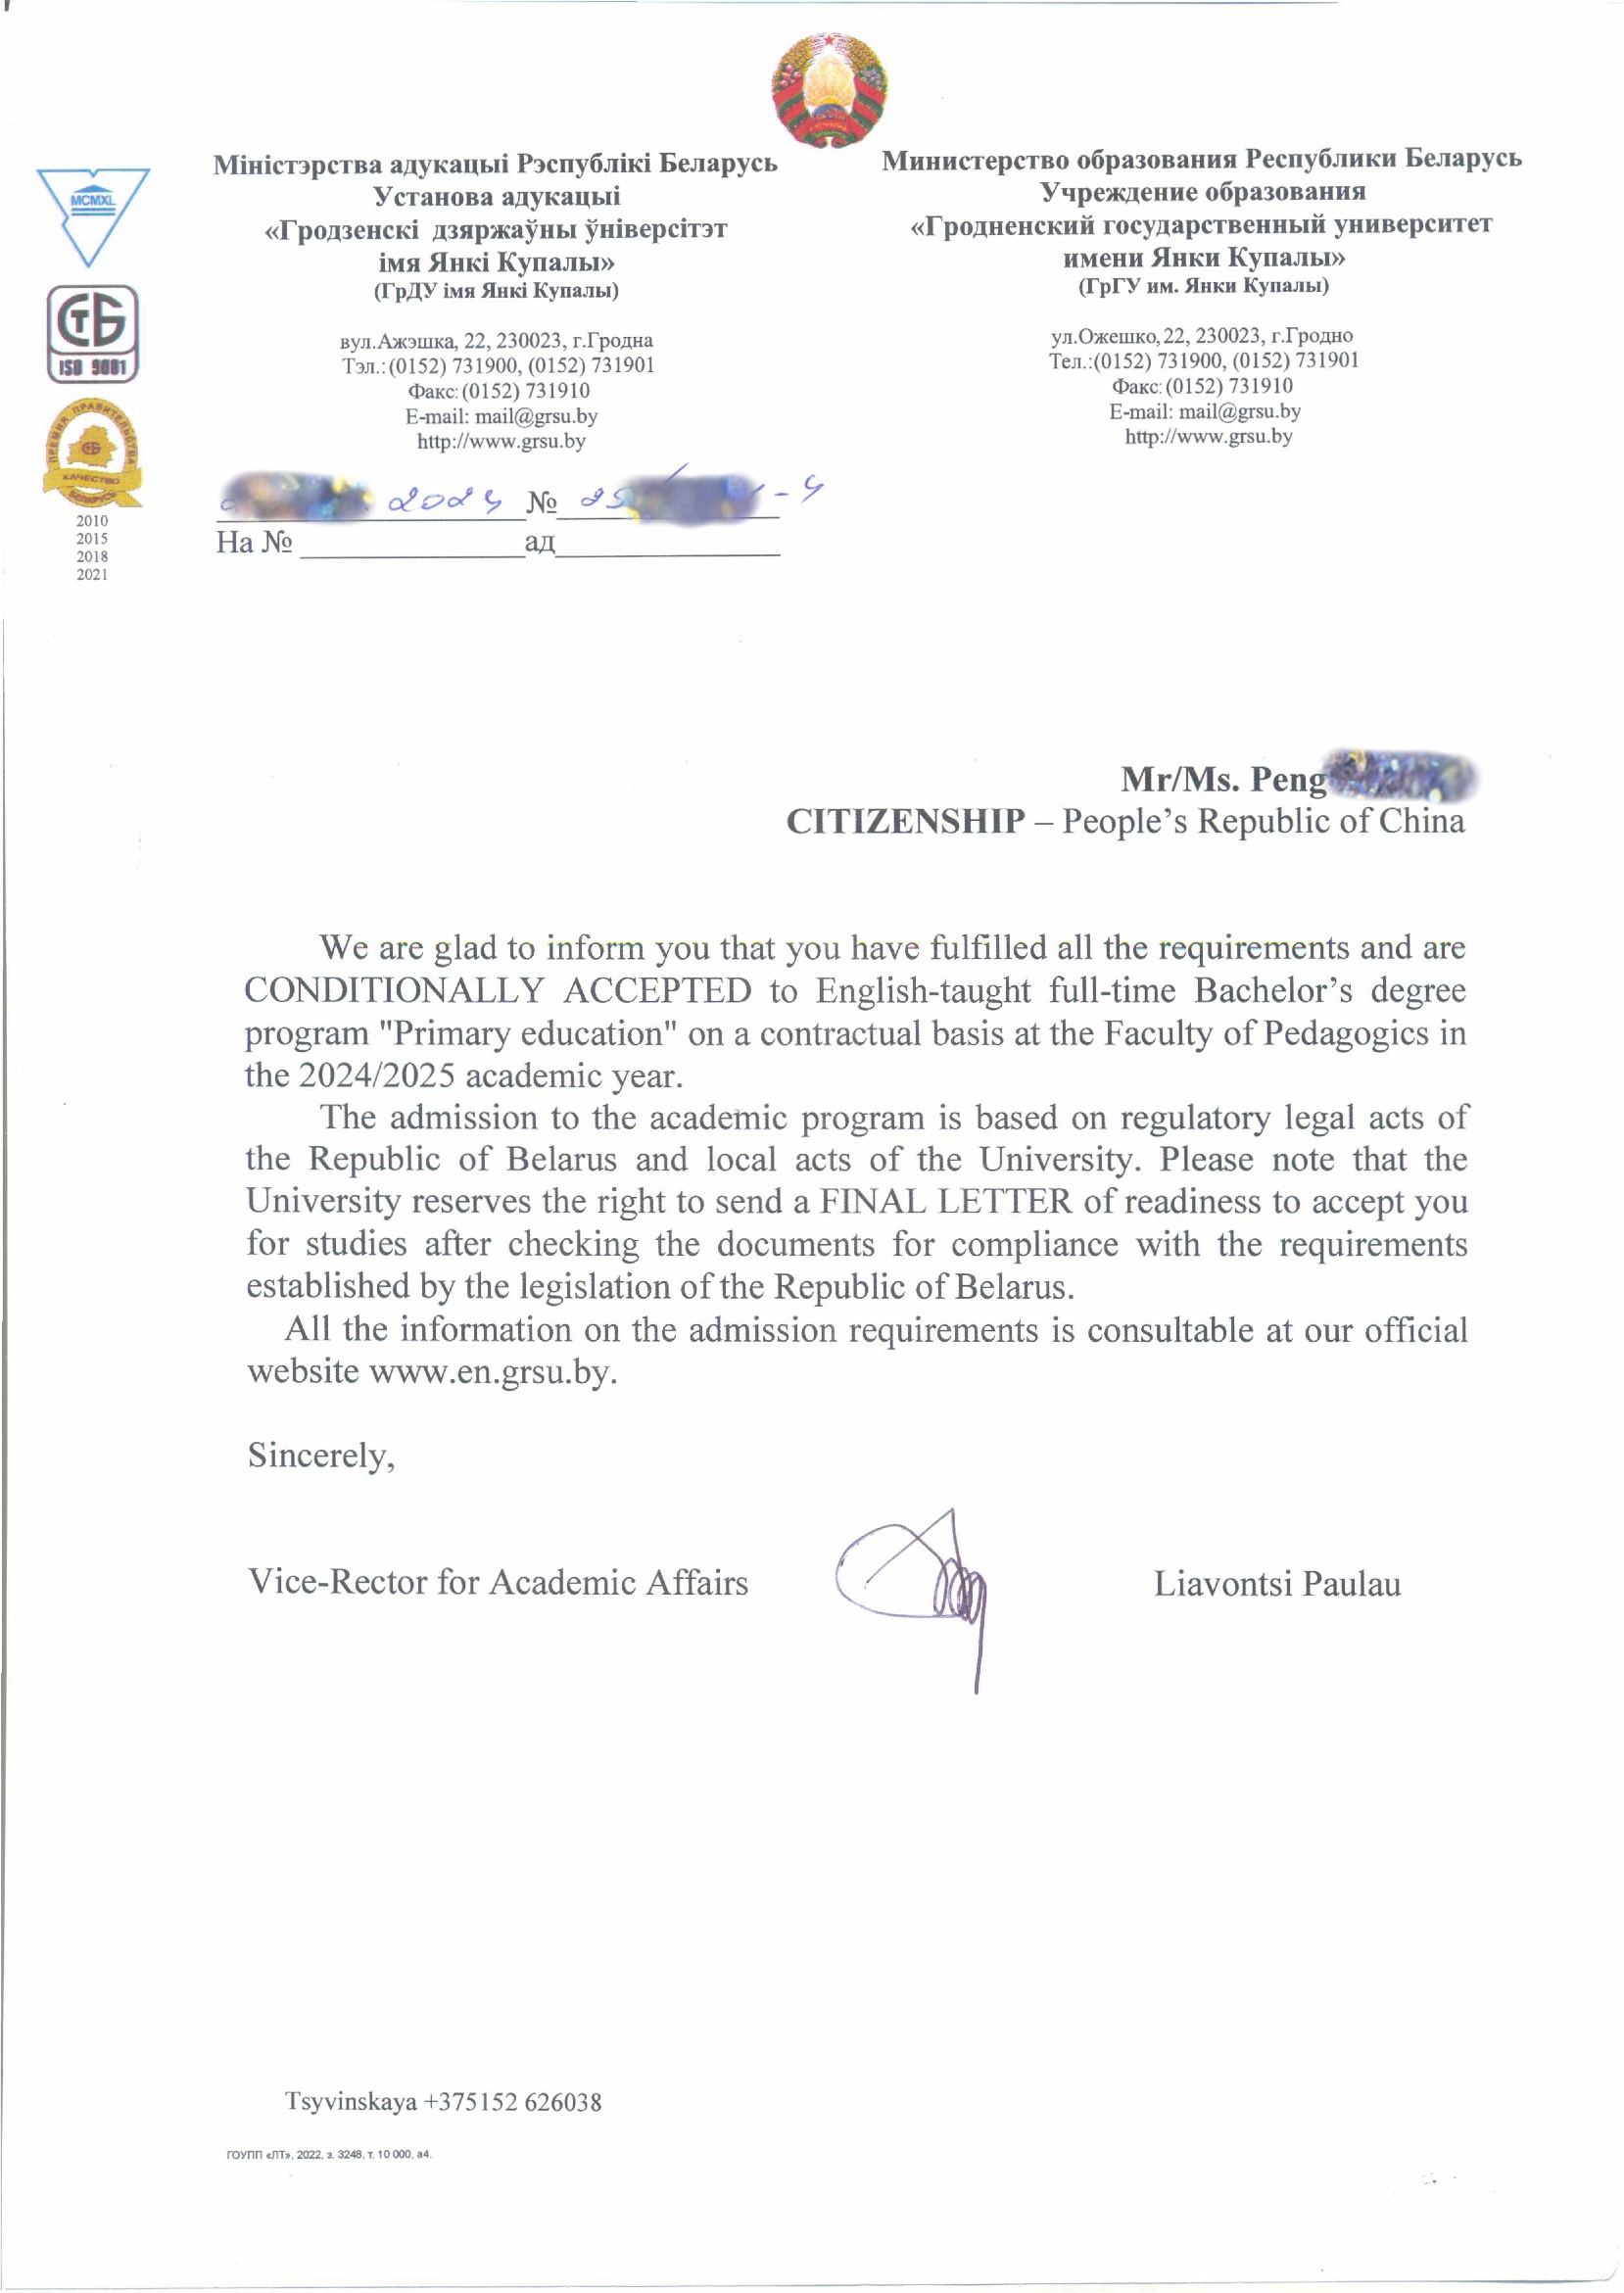 Міністэрства адукацыі Рэспублікі Беларусь
Установа адукацыі
«Гродзенскі дзяржаўны ўніверсітэт
імя Янкі Купалы»
(ГрДУ імя Янкі Купалы)
вул.Ажэшка, 22, 230023, г.Гродна
Тэл.:(0152) 731900, (0152) 731901
Факс:(0152) 731910
E-mail: mail@grsu.by
http://www.grsu.by
Министерство образования Республики Беларусь
Учреждение образования
«Гродненский государственный университет
имени Янки Купалы»
(ГрГУ им. Янки Купалы)
ул.Ожешко,22, 230023, г.Гродно
Тел.:(0152) 731900, (0152) 731901
Факс:(0152) 731910
E-mail: mail@grsu.by
http://www.grsu.by
MCMXL
СТБ
ISO 9001
ПРЕМИЯ ПРАВИТЕЛЬСТВА
СТБ
КАЧЕСТВО
БЕЛАРУСЬ
2010
2015
2018
2021
2024 №
На № ад
Mr/Ms. Peng
CITIZENSHIP – People’s Republic of China
We are glad to inform you that you have fulfilled all the requirements and are
CONDITIONALLY ACCEPTED to English-taught full-time Bachelor’s degree
program "Primary education" on a contractual basis at the Faculty of Pedagogics in
the 2024/2025 academic year.
The admission to the academic program is based on regulatory legal acts of
the Republic of Belarus and local acts of the University. Please note that the
University reserves the right to send a FINAL LETTER of readiness to accept you
for studies after checking the documents for compliance with the requirements
established by the legislation of the Republic of Belarus.
All the information on the admission requirements is consultable at our official
website www.en.grsu.by.
Sincerely,
Vice-Rector for Academic Affairs Liavontsi Paulau
Tsyvinskaya +375152 626038
ГОУПП «ЛТ», 2022, з. 3248, т. 10 000, а4.